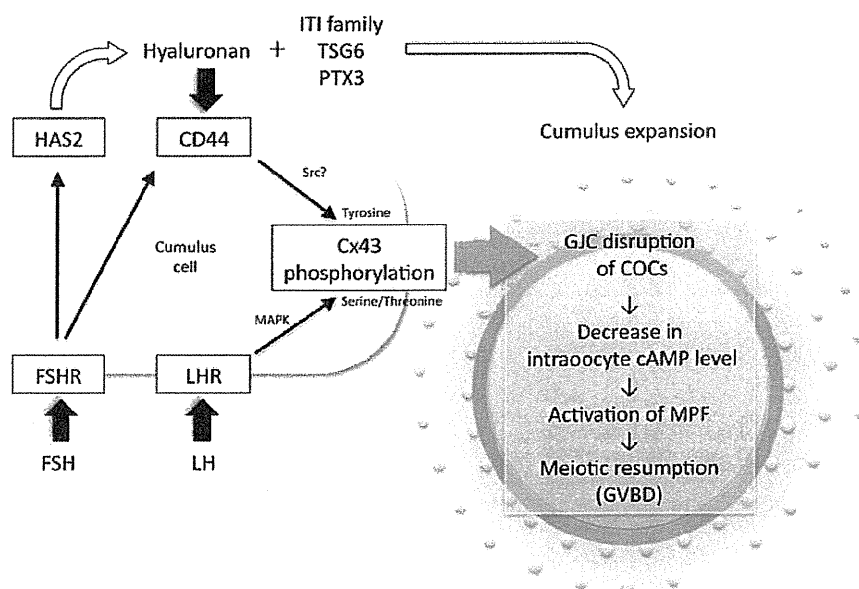 ITI family
Hyaluronan + TSG6
PTX3
HAS2
CD44
Cumulus expansion
Src?
Tyrosine
Cumulus
cell
Cx43
phosphorylation
Serine/Threonine
MAPK
GJC disruption
of COCs
↓
Decrease in
intraoocyte cAMP level
↓
Activation of MPF
↓
Meiotic resumption
(GVBD)
FSHR
LHR
FSH
LH